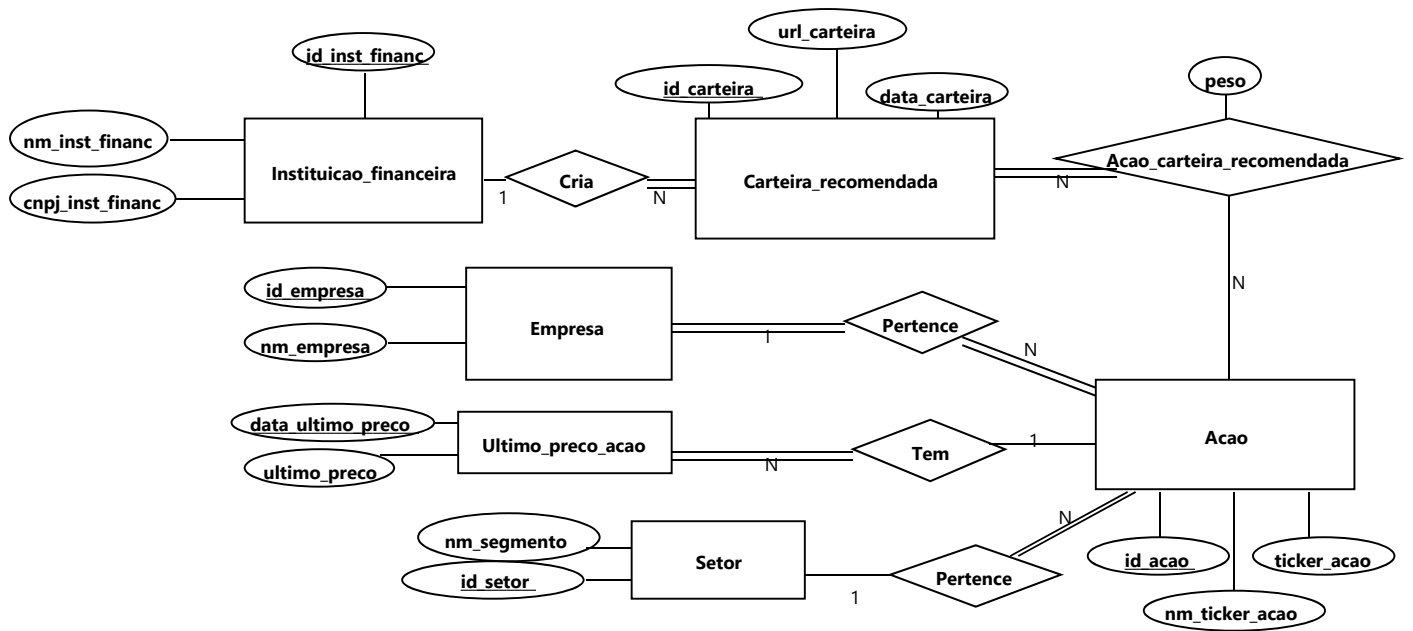 url_carteira
id_inst_financ
id_carteira
data_carteira
peso
nm_inst_financ
Instituicao_financeira
1
Cria
N
Carteira_recomendada
N
Acao_carteira_recomendada
cnpj_inst_financ
id_empresa
N
nm_empresa
Empresa
1
Pertence
N
data_ultimo_preco
ultimo_preco
Ultimo_preco_acao
N
Tem
1
Acao
nm_segmento
id_setor
Setor
1
Pertence
N
id_acao
ticker_acao
nm_ticker_acao